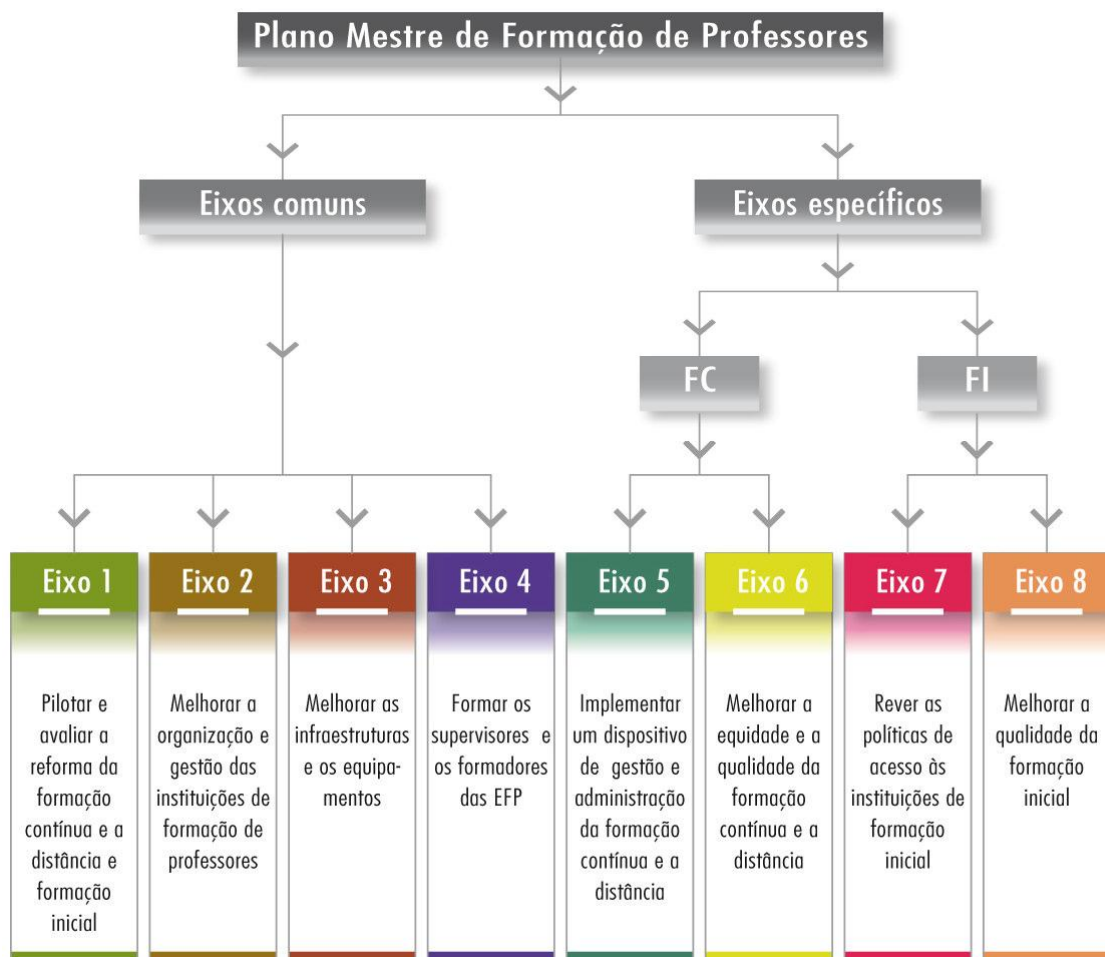 Plano Mestre de Formação de Professores
Eixos comuns
Eixos específicos
FC
FI
Eixo 1
Pilotar e
avaliar a
reforma da
formação
contínua e a
distância e
formação
inicial
Eixo 2
Melhorar a
organização e
gestão das
instituições de
formação de
professores
Eixo 3
Melhorar as
infraestruturas
e os equipa-
mentos
Eixo 4
Formar os
supervisores e
os formadores
das EFP
Eixo 5
Implementar
um dispositivo
de gestão e
administração
da formação
contínua e a
distância
Eixo 6
Melhorar a
equidade e a
qualidade da
formação
contínua e a
distância
Eixo 7
Rever as
políticas de
acesso às
instituições de
formação
inicial
Eixo 8
Melhorar a
qualidade da
formação
inicial